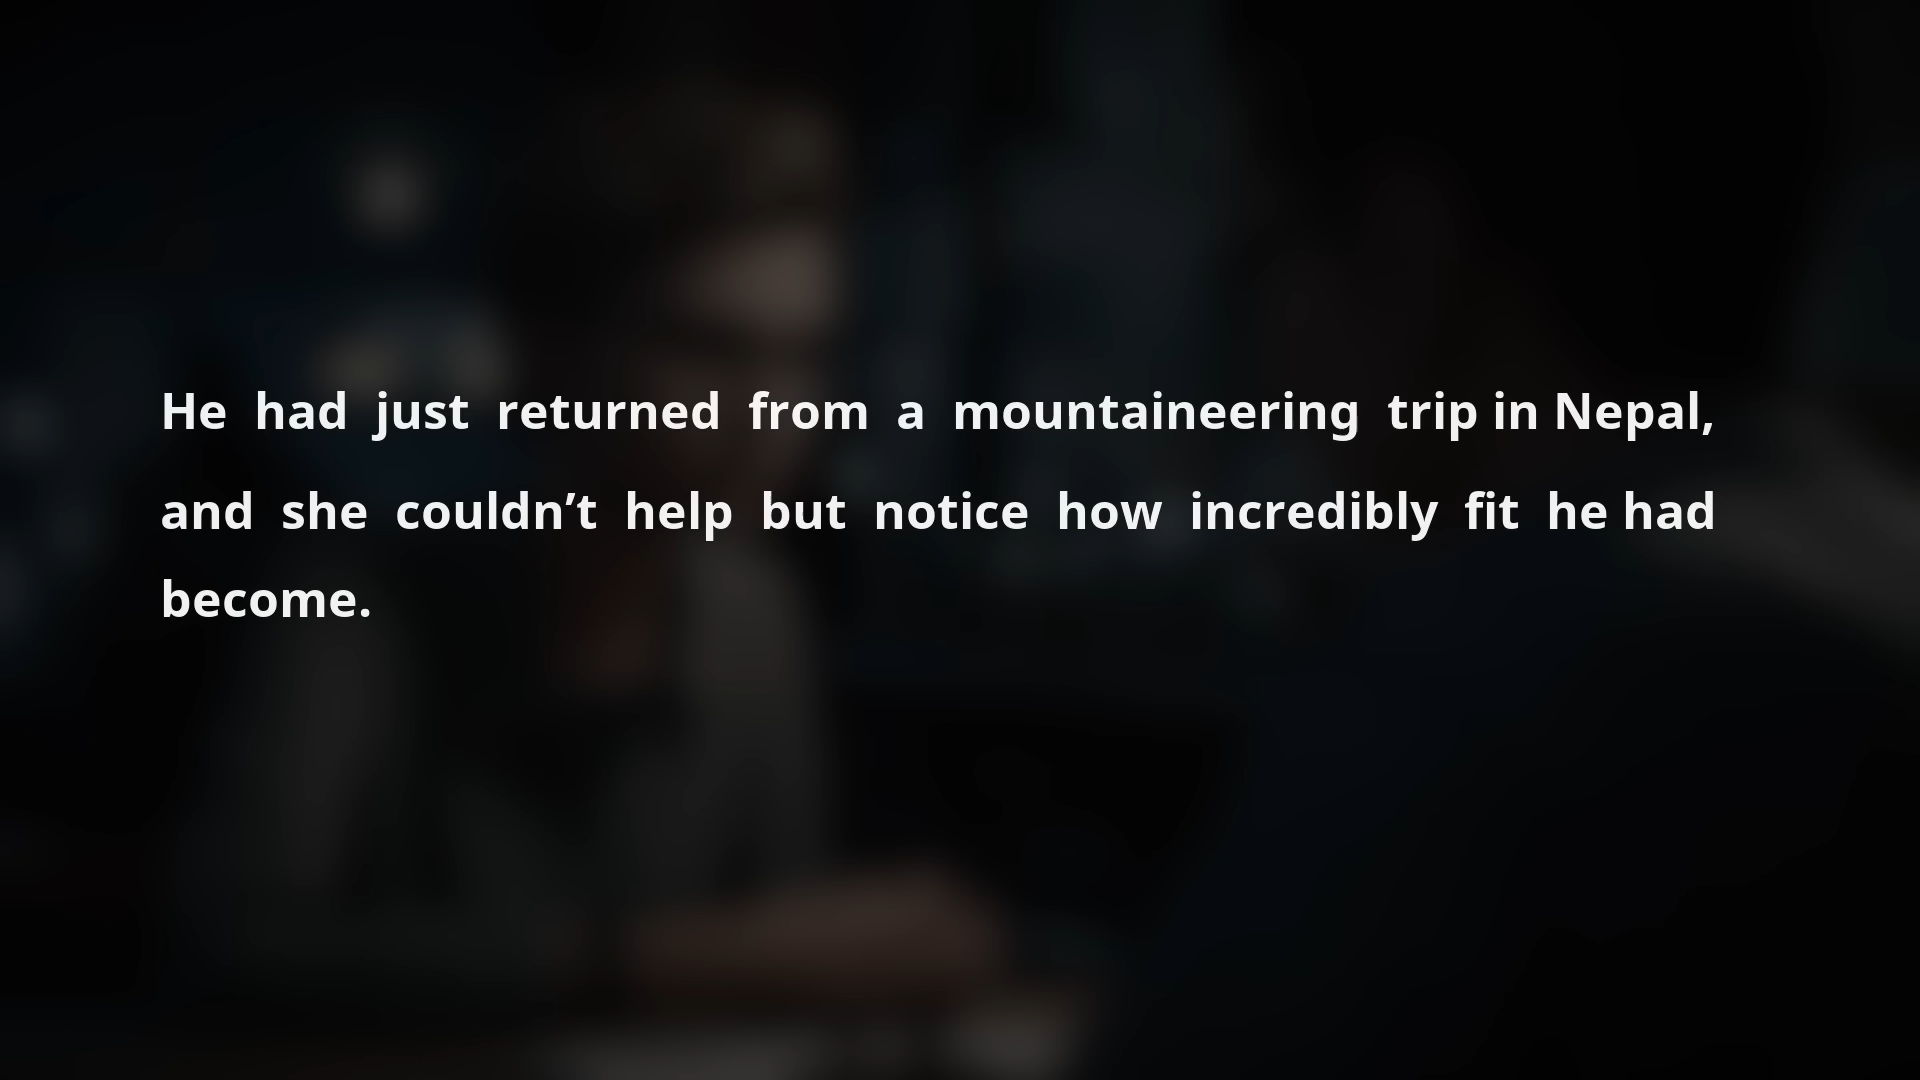 He had just returned from a mountaineering trip in Nepal,
and she couldn’t help but notice how incredibly fit he had
become.